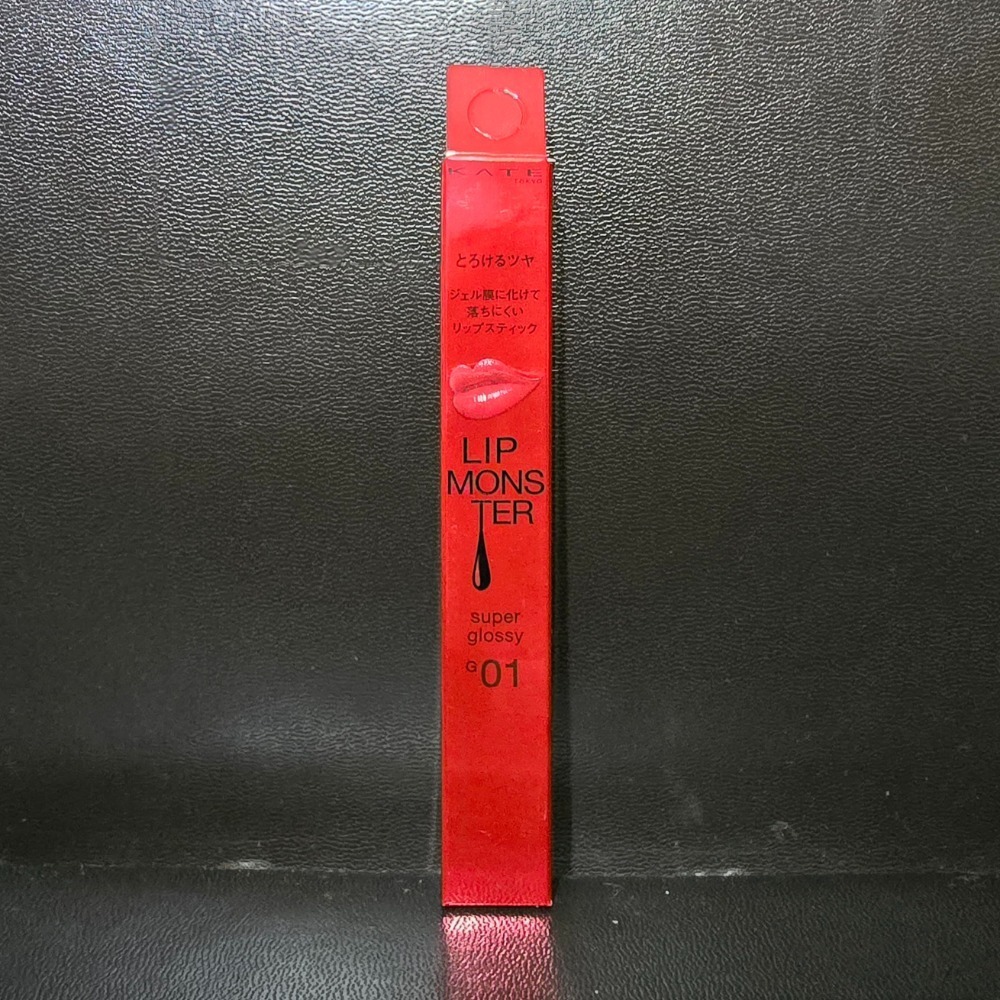 KATE
TOKYO
とろけるツヤ
ジェル膜に化けて
落ちにくい
リップスティック
LIP
MONS
TER
super
glossy
G01